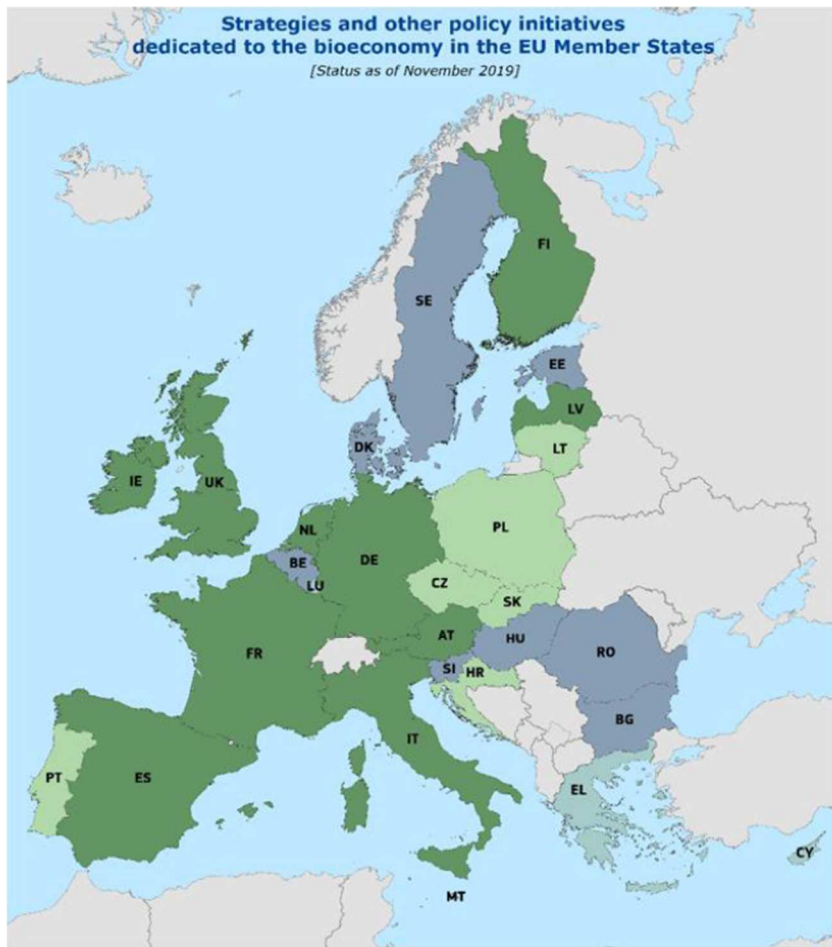 Strategies and other policy initiatives
dedicated to the bioeconomy in the EU Member States
[Status as of November 2019]
FI
SE
EE
LV
DK
LT
IE
UK
PL
NL
BE
DE
LU
CZ
SK
AT
HU
FR
RO
SI
HR
BG
IT
PT
ES
EL
CY
MT